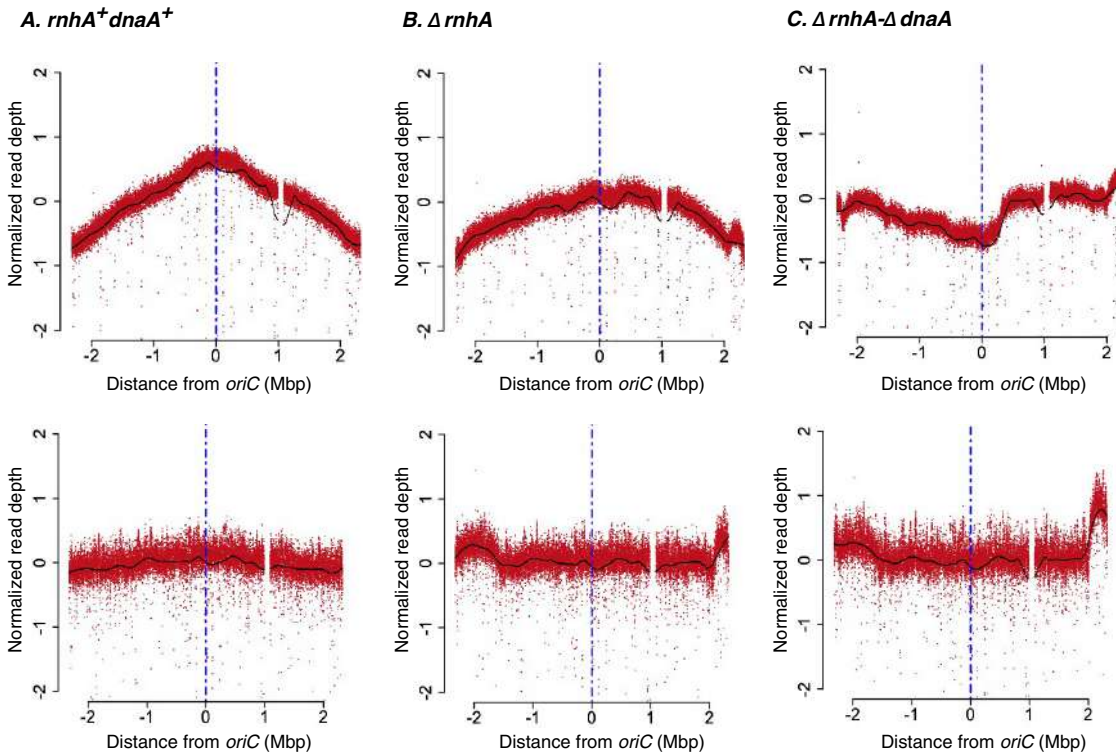 A. rnhA+dnaA+
B. Δ rnhA
C. Δ rnhA-Δ dnaA
Normalized read depth
2
1
0
-1
-2
-2 -1 0 1 2
Distance from oriC (Mbp)
Normalized read depth
2
1
0
-1
-2
-2 -1 0 1 2
Distance from oriC (Mbp)
Normalized read depth
2
1
0
-1
-2
-2 -1 0 1 2
Distance from oriC (Mbp)
Normalized read depth
2
1
0
-1
-2
-2 -1 0 1 2
Distance from oriC (Mbp)
Normalized read depth
2
1
0
-1
-2
-2 -1 0 1 2
Distance from oriC (Mbp)
Normalized read depth
2
1
0
-1
-2
-2 -1 0 1 2
Distance from oriC (Mbp)